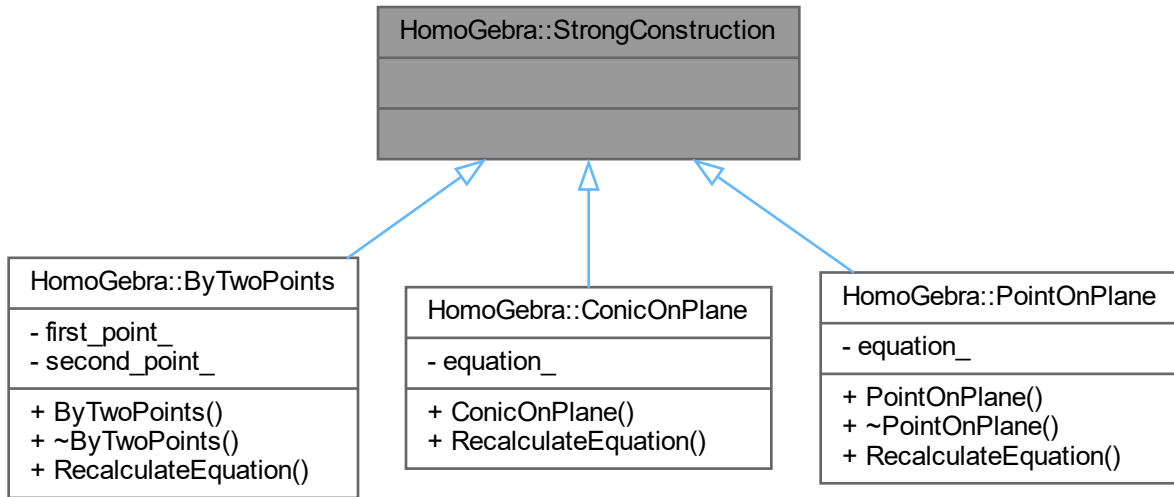 HomoGebra::StrongConstruction
HomoGebra::ByTwoPoints
- first_point_
- second_point_
+ ByTwoPoints()
+ ~ByTwoPoints()
+ RecalculateEquation()
HomoGebra::ConicOnPlane
- equation_
+ ConicOnPlane()
+ RecalculateEquation()
HomoGebra::PointOnPlane
- equation_
+ PointOnPlane()
+ ~PointOnPlane()
+ RecalculateEquation()